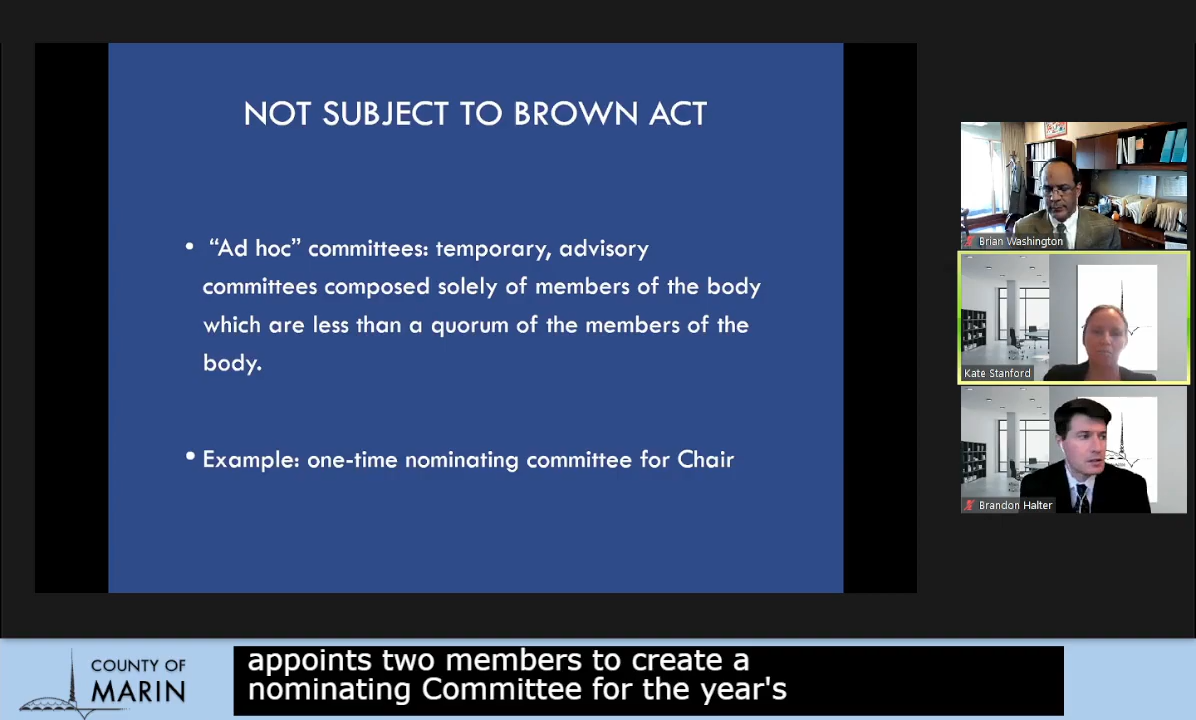 NOT SUBJECT TO BROWN ACT
• “Ad hoc” committees: temporary, advisory
committees composed solely of members of the body
which are less than a quorum of the members of the
body.
• Example: one-time nominating committee for Chair
Brian Washington
Kate Stanford
Brandon Halter
COUNTY OF
MARIN
appoints two members to create a
nominating Committee for the year's